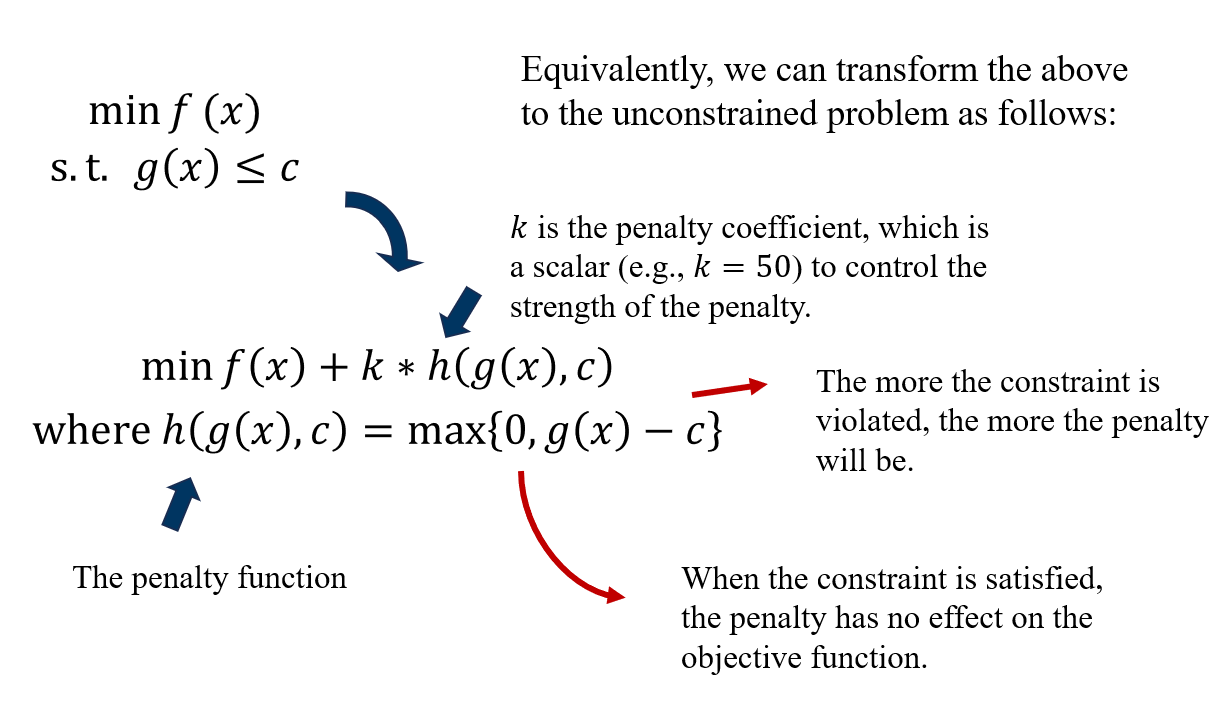 Equivalently, we can transform the above
to the unconstrained problem as follows:
min f (x)
s. t. g(x) ≤ c
k is the penalty coefficient, which is
a scalar (e.g., k = 50) to control the
strength of the penalty.
min f(x) + k ∗ h(g(x), c)
where h(g(x), c) = max{0, g(x) − c}
The more the constraint is
violated, the more the penalty
will be.
The penalty function
When the constraint is satisfied,
the penalty has no effect on the
objective function.